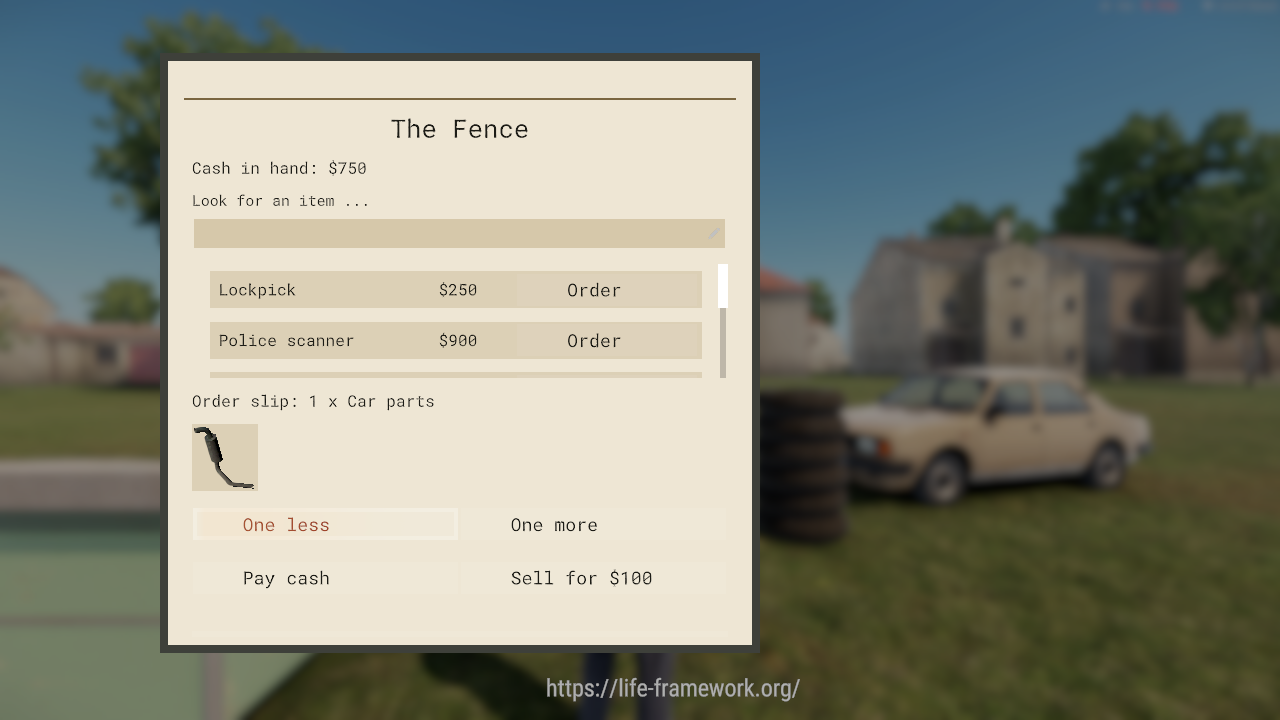 The Fence
Cash in hand: $750
Look for an item ...
Lockpick $250 Order
Police scanner $900 Order
Order slip: 1 x Car parts
One less One more
Pay cash Sell for $100
https://life-framework.org/